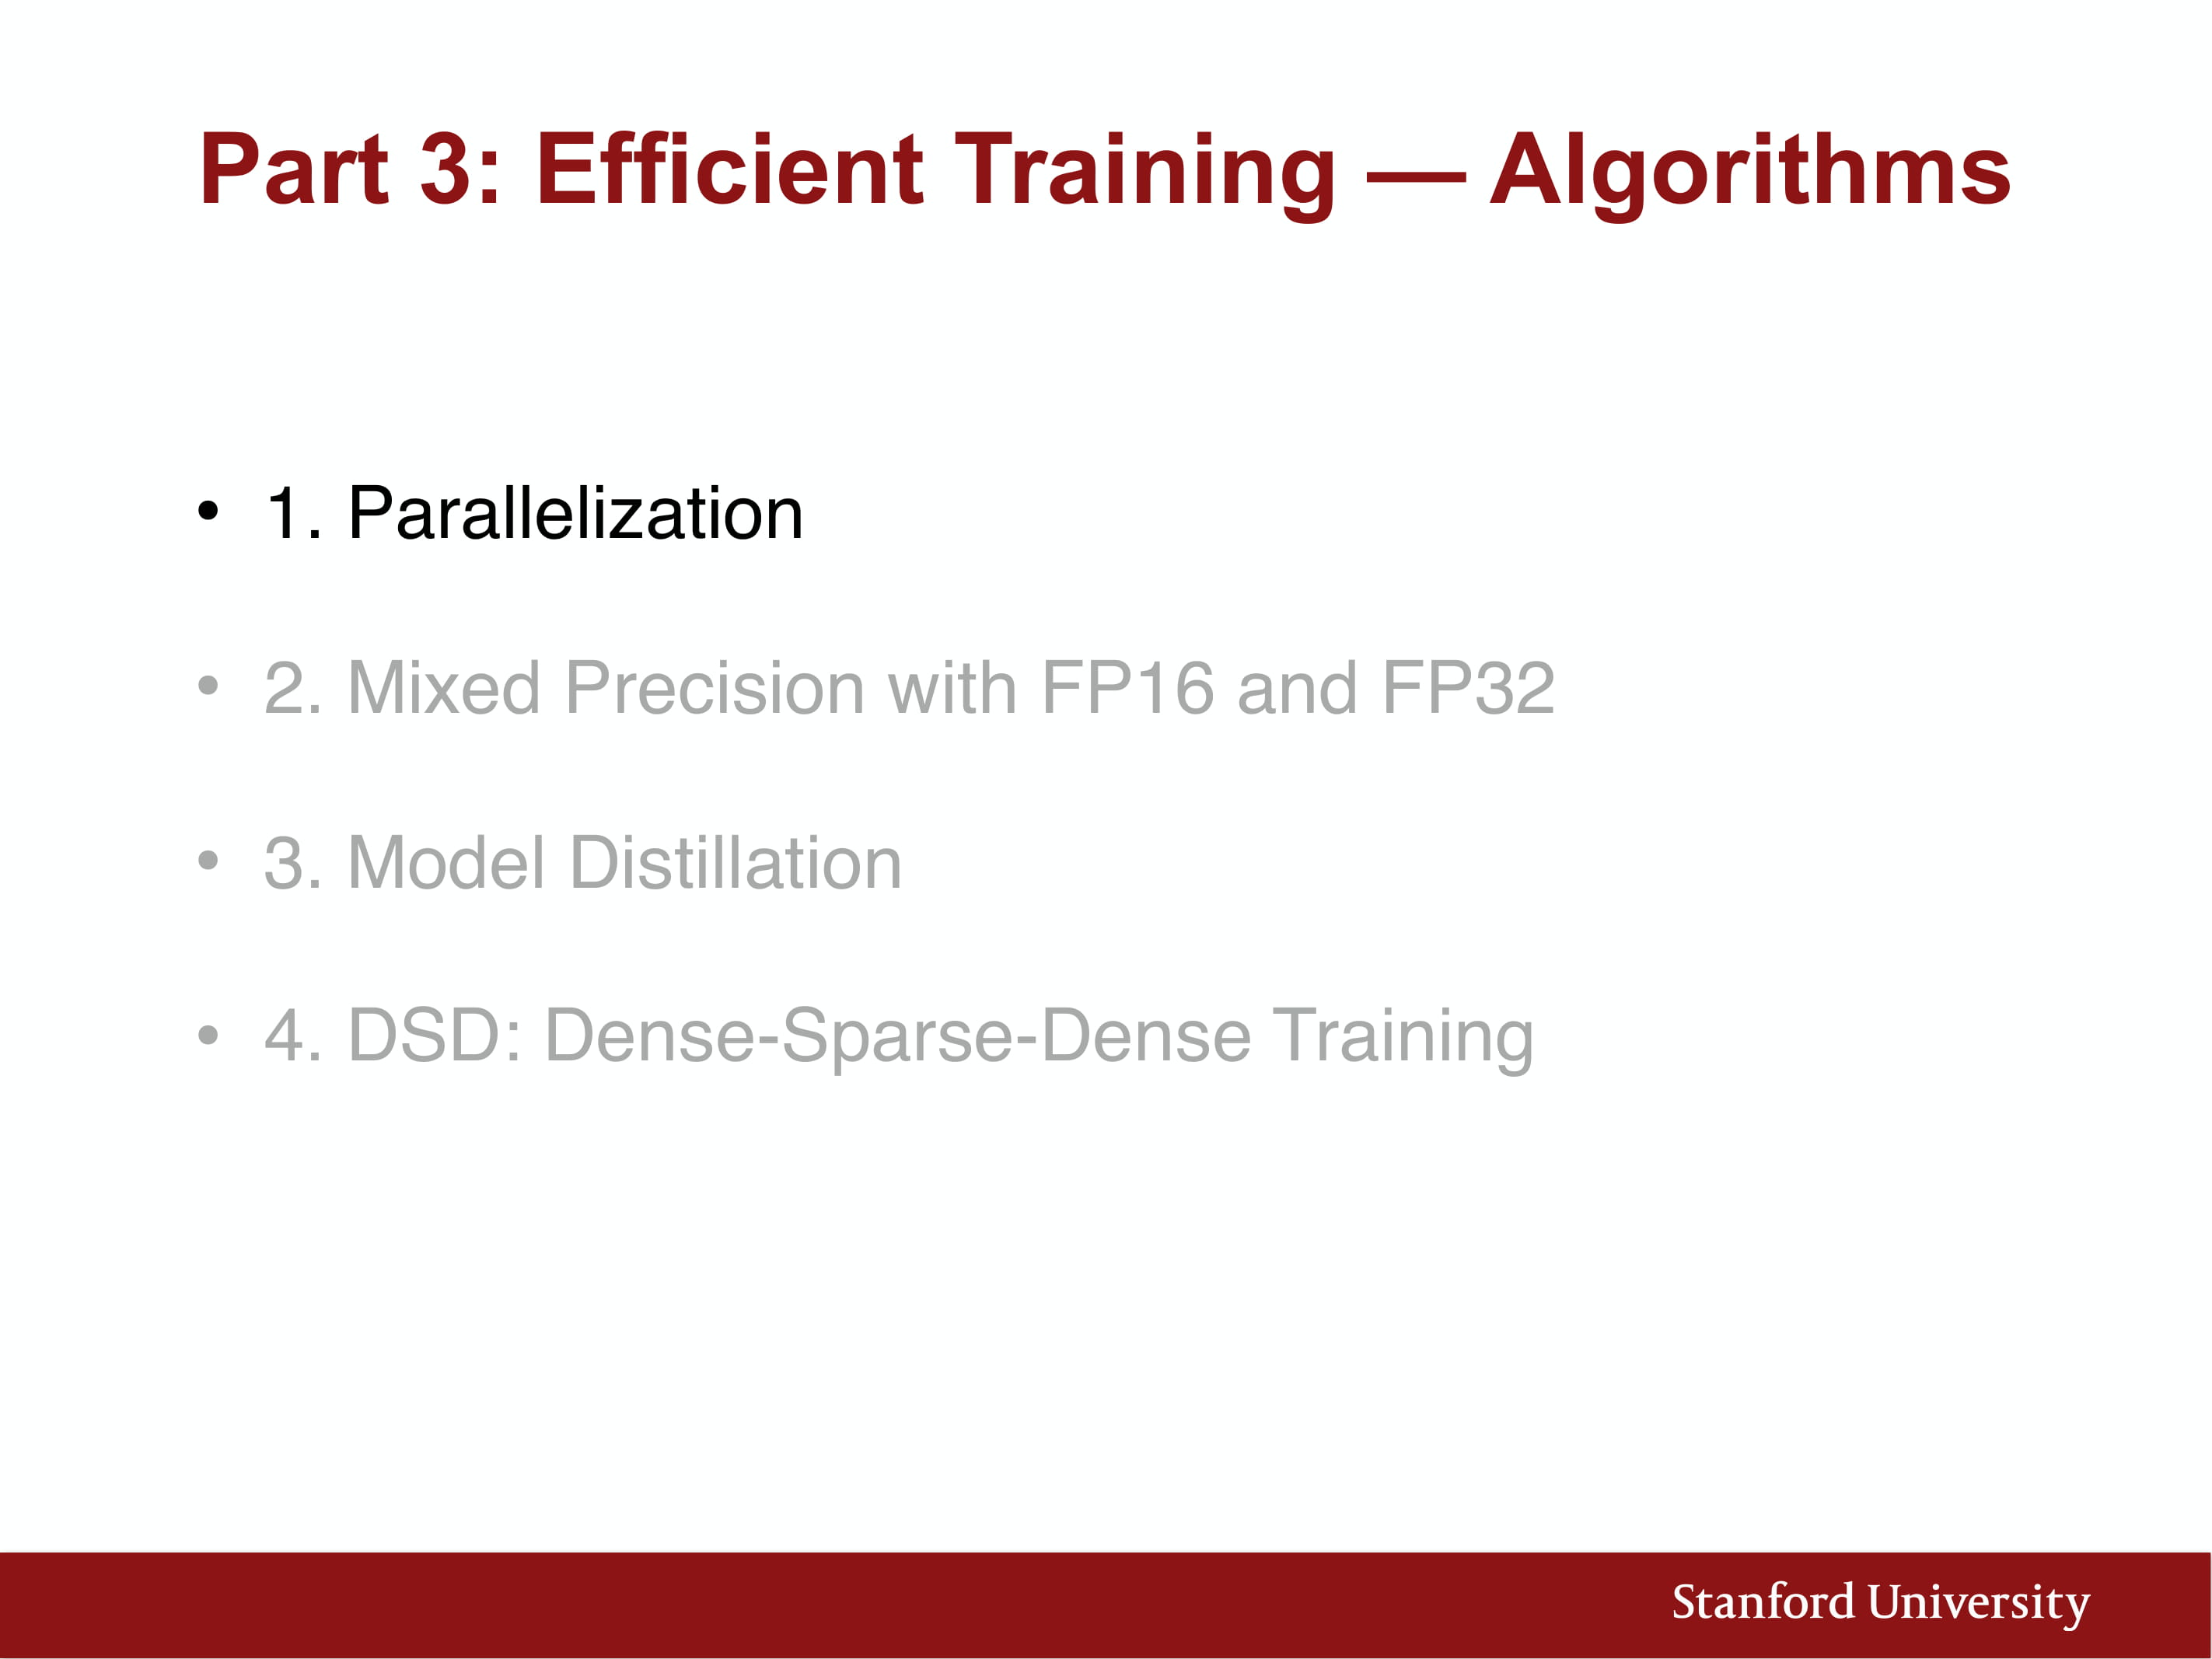 Part 3: Efficient Training — Algorithms
• 1. Parallelization
• 2. Mixed Precision with FP16 and FP32
• 3. Model Distillation
• 4. DSD: Dense-Sparse-Dense Training
Stanford University